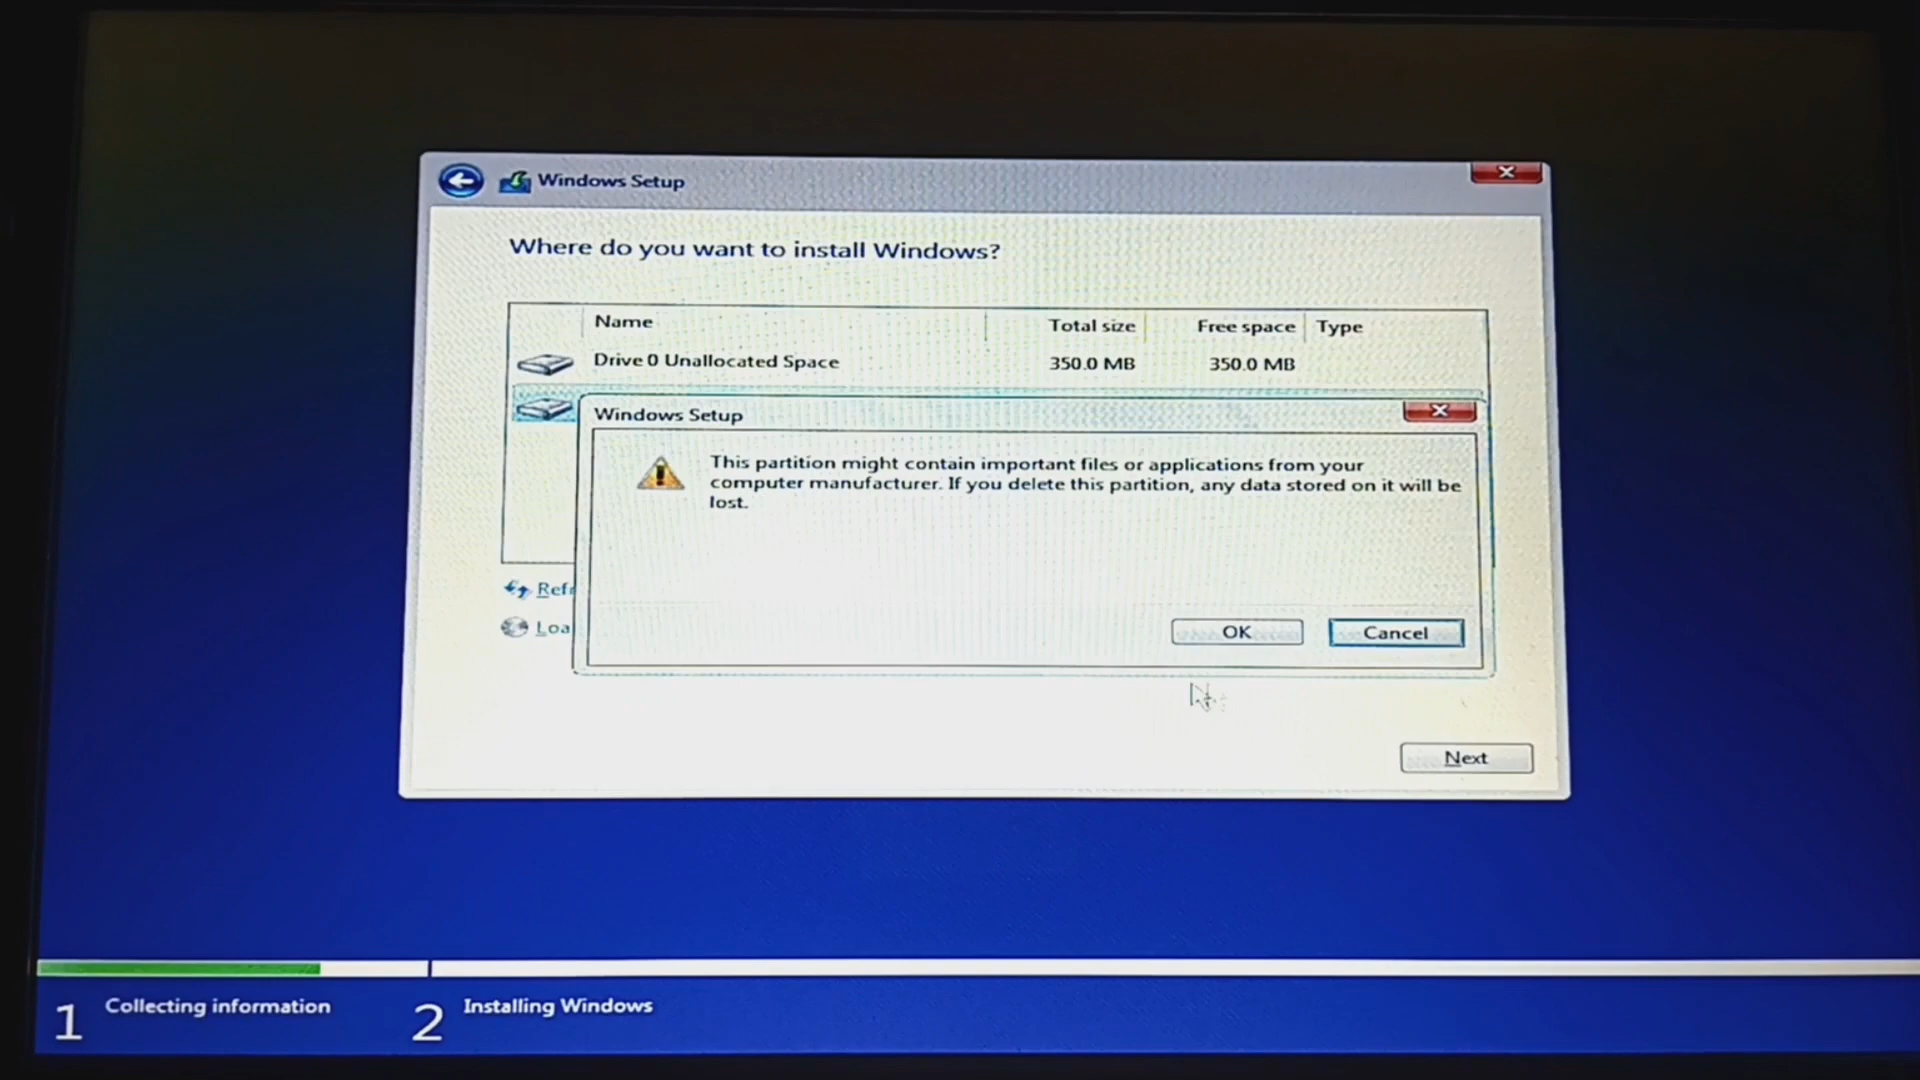 Windows Setup
Where do you want to install Windows?
Name Total size Free space Type
Drive 0 Unallocated Space 350.0 MB 350.0 MB
Windows Setup
This partition might contain important files or applications from your
computer manufacturer. If you delete this partition, any data stored on it will be
lost.
OK Cancel
Refr
Loa
Next
1 Collecting information 2 Installing Windows